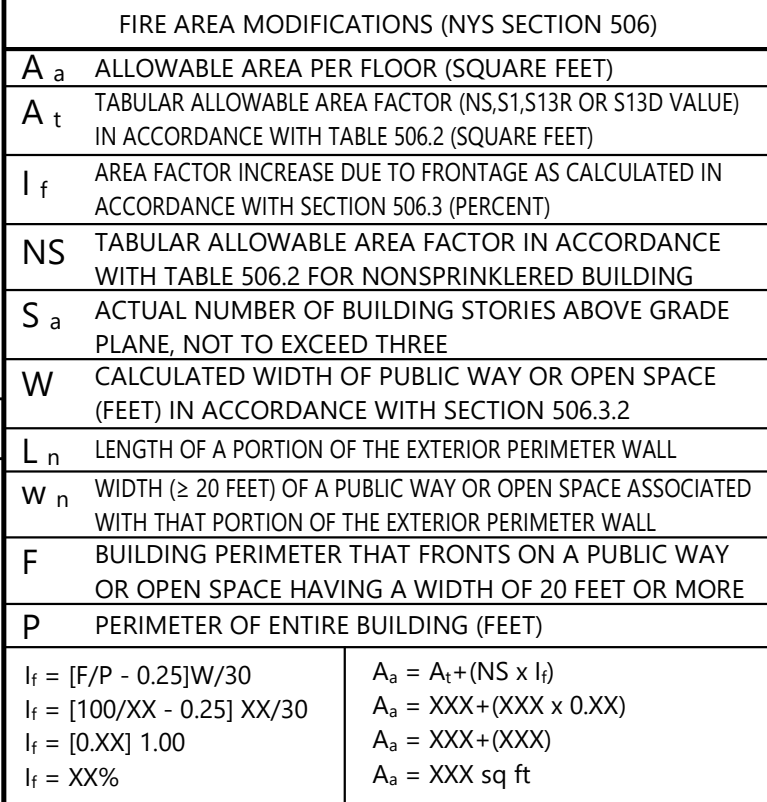 FIRE AREA MODIFICATIONS (NYS SECTION 506)
A a ALLOWABLE AREA PER FLOOR (SQUARE FEET)
A t TABULAR ALLOWABLE AREA FACTOR (NS,S1,S13R OR S13D VALUE)
IN ACCORDANCE WITH TABLE 506.2 (SQUARE FEET)
I f AREA FACTOR INCREASE DUE TO FRONTAGE AS CALCULATED IN
ACCORDANCE WITH SECTION 506.3 (PERCENT)
NS TABULAR ALLOWABLE AREA FACTOR IN ACCORDANCE
WITH TABLE 506.2 FOR NONSPRINKLERED BUILDING
S a ACTUAL NUMBER OF BUILDING STORIES ABOVE GRADE
PLANE, NOT TO EXCEED THREE
W CALCULATED WIDTH OF PUBLIC WAY OR OPEN SPACE
(FEET) IN ACCORDANCE WITH SECTION 506.3.2
L n LENGTH OF A PORTION OF THE EXTERIOR PERIMETER WALL
w n WIDTH (≥ 20 FEET) OF A PUBLIC WAY OR OPEN SPACE ASSOCIATED
WITH THAT PORTION OF THE EXTERIOR PERIMETER WALL
F BUILDING PERIMETER THAT FRONTS ON A PUBLIC WAY
OR OPEN SPACE HAVING A WIDTH OF 20 FEET OR MORE
P PERIMETER OF ENTIRE BUILDING (FEET)
If = [F/P - 0.25]W/30
If = [100/XX - 0.25] XX/30
If = [0.XX] 1.00
If = XX%
Aa = At+(NS x If)
Aa = XXX+(XXX x 0.XX)
Aa = XXX+(XXX)
Aa = XXX sq ft